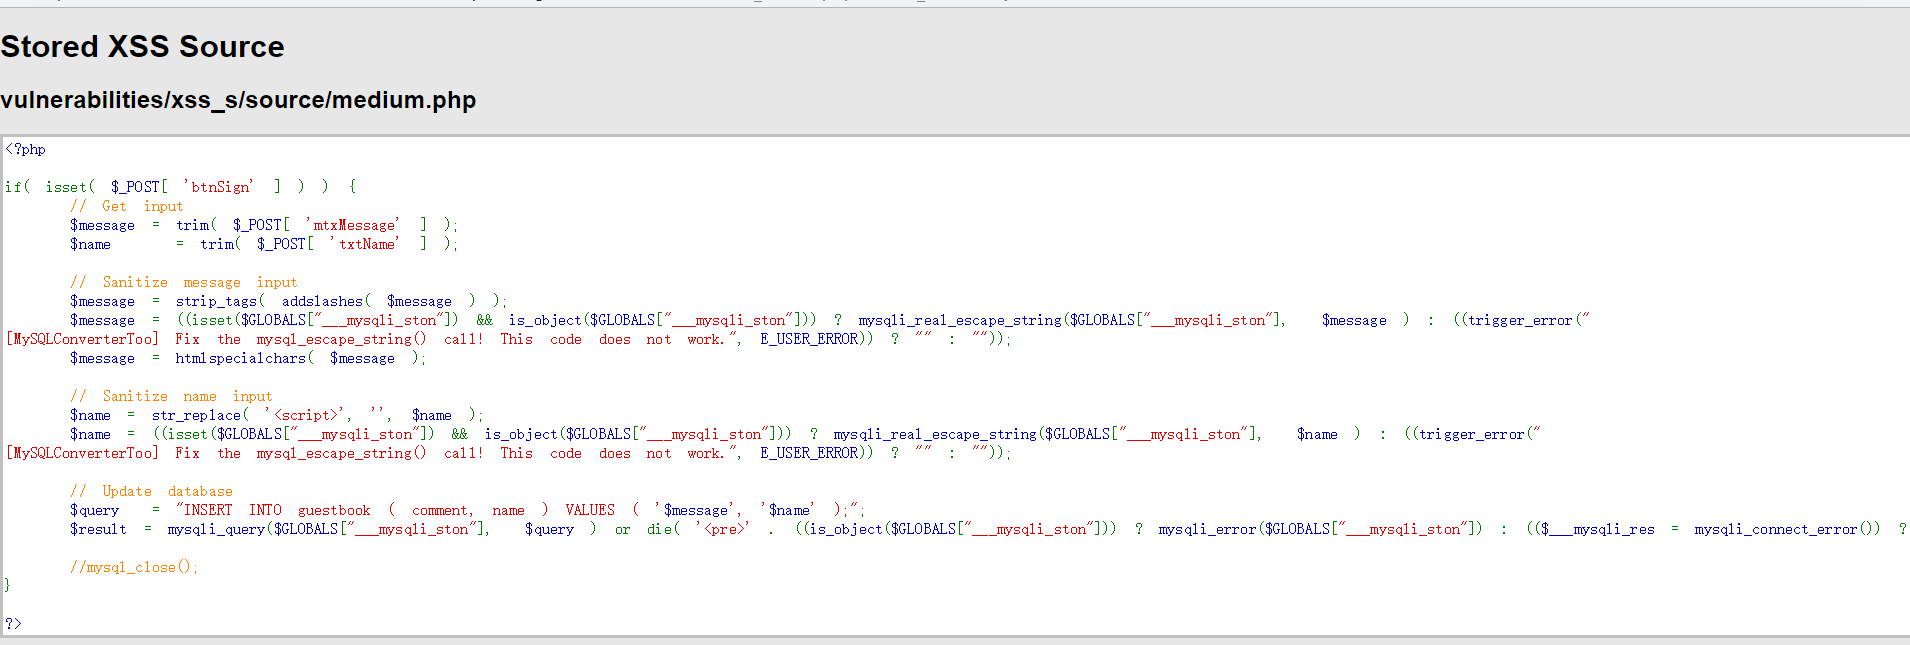 Stored XSS Source
vulnerabilities/xss_s/source/medium.php
<?php
if( isset( $_POST[ 'btnSign' ] ) ) {
// Get input
$message = trim( $_POST[ 'mtxMessage' ] );
$name = trim( $_POST[ 'txtName' ] );
// Sanitize message input
$message = strip_tags( addslashes( $message ) );
$message = ((isset($GLOBALS["___mysqli_ston"]) && is_object($GLOBALS["___mysqli_ston"])) ? mysqli_real_escape_string($GLOBALS["___mysqli_ston"], $message ) : ((trigger_error("
[MySQLConverterToo] Fix the mysql_escape_string() call! This code does not work.", E_USER_ERROR)) ? "" : ""));
$message = htmlspecialchars( $message );
// Sanitize name input
$name = str_replace( '<script>', '', $name );
$name = ((isset($GLOBALS["___mysqli_ston"]) && is_object($GLOBALS["___mysqli_ston"])) ? mysqli_real_escape_string($GLOBALS["___mysqli_ston"], $name ) : ((trigger_error("
[MySQLConverterToo] Fix the mysql_escape_string() call! This code does not work.", E_USER_ERROR)) ? "" : ""));
// Update database
$query = "INSERT INTO guestbook ( comment, name ) VALUES ( '$message', '$name' );";
$result = mysqli_query($GLOBALS["___mysqli_ston"], $query ) or die( '<pre>' . ((is_object($GLOBALS["___mysqli_ston"])) ? mysqli_error($GLOBALS["___mysqli_ston"]) : (($___mysqli_res = mysqli_connect_error()) ?
//mysql_close();
}
?>